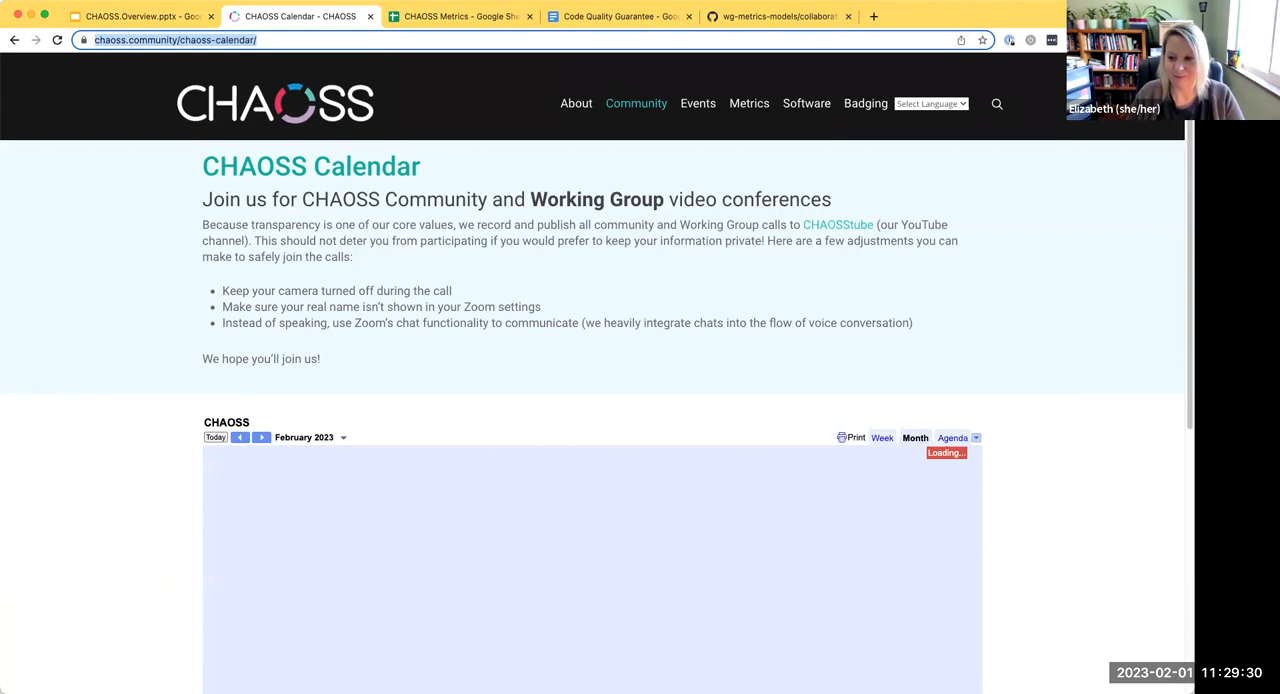 CHAOSS.Overview.pptx - Goo
CHAOSS Calendar - CHAOSS
CHAOSS Metrics - Google She
Code Quality Guarantee - Goo
wg-metrics-models/collaborat
chaoss.community/chaoss-calendar/
Elizabeth (she/her)
CHAOSS
About Community Events Metrics Software Badging Select Language
CHAOSS Calendar
Join us for CHAOSS Community and Working Group video conferences
Because transparency is one of our core values, we record and publish all community and Working Group calls to CHAOSStube (our YouTube
channel). This should not deter you from participating if you would prefer to keep your information private! Here are a few adjustments you can
make to safely join the calls:
Keep your camera turned off during the call
Make sure your real name isn't shown in your Zoom settings
Instead of speaking, use Zoom's chat functionality to communicate (we heavily integrate chats into the flow of voice conversation)
We hope you'll join us!
CHAOSS
Today February 2023 Print Week Month Agenda
Loading...
2023-02-01 11:29:30